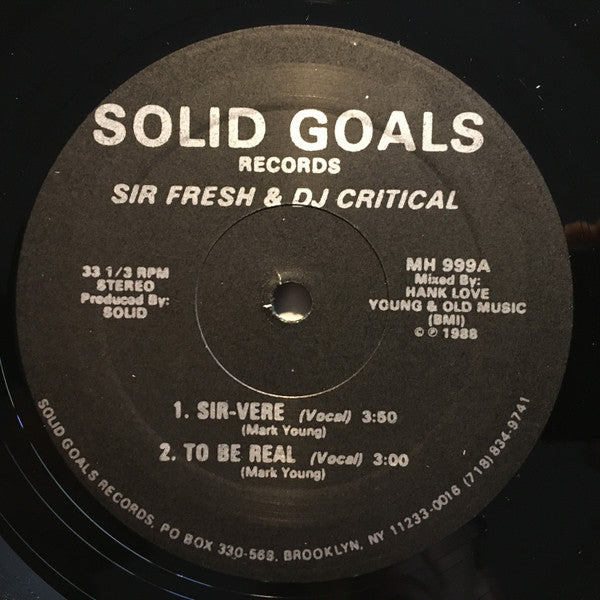 SOLID GOALS
RECORDS
SIR FRESH & DJ CRITICAL
33 1/3 RPM
STEREO
Produced By:
SOLID
MH 999A
Mixed By:
HANK LOVE
YOUNG & OLD MUSIC
(BMI)
© ℗ 1988
1. SIR-VERE (Vocal) 3:50
(Mark Young)
2. TO BE REAL (Vocal) 3:00
(Mark Young)
SOLID GOALS RECORDS, PO BOX 330-568, BROOKLYN, NY 11233-0016 (718) 834-9741